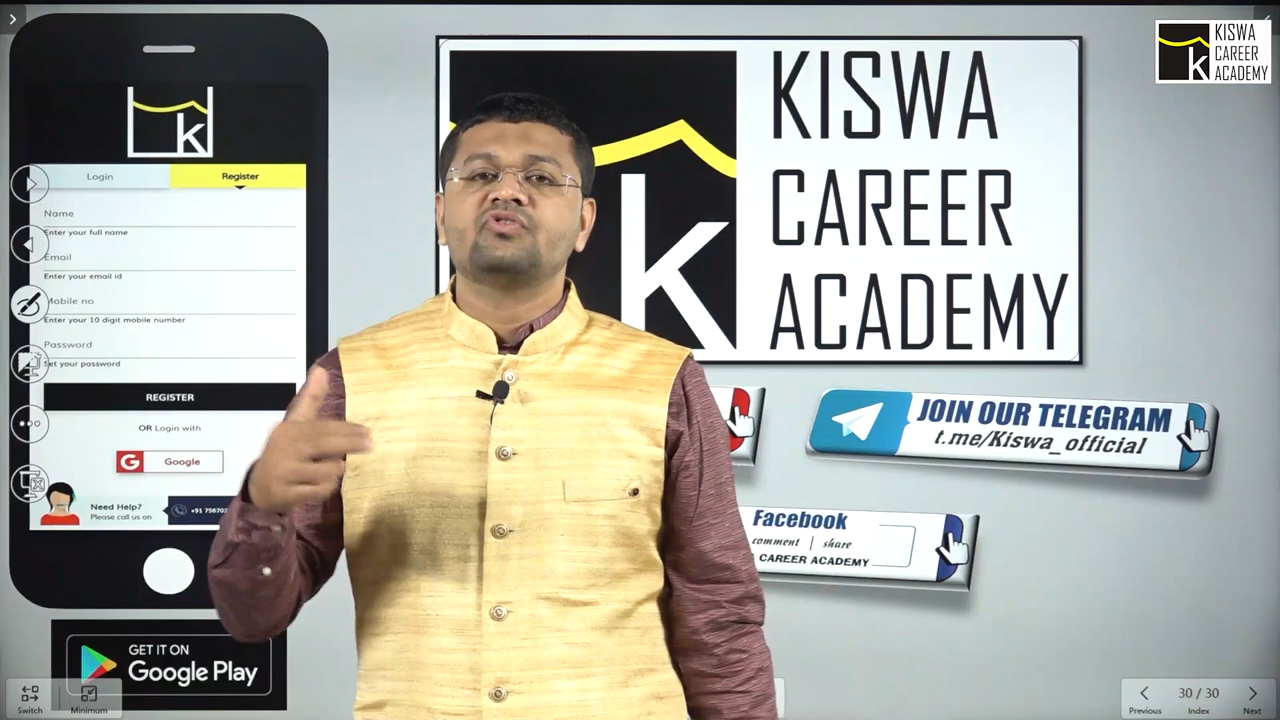 KISWA
CAREER
ACADEMY
k
Login
Register
Name
Enter your full name
Email
Enter your email id
Mobile no
Enter your 10 digit mobile number
Password
Set your password
REGISTER
OR Login with
G Google
Need Help?
Please call us on
+91 75670
GET IT ON
Google Play
Switch
Minimum
k
KISWA
CAREER
ACADEMY
k
JOIN OUR TELEGRAM
t.me/Kiswa_official
Facebook
comment | share
CAREER ACADEMY
30 / 30
Previous
Index
Next